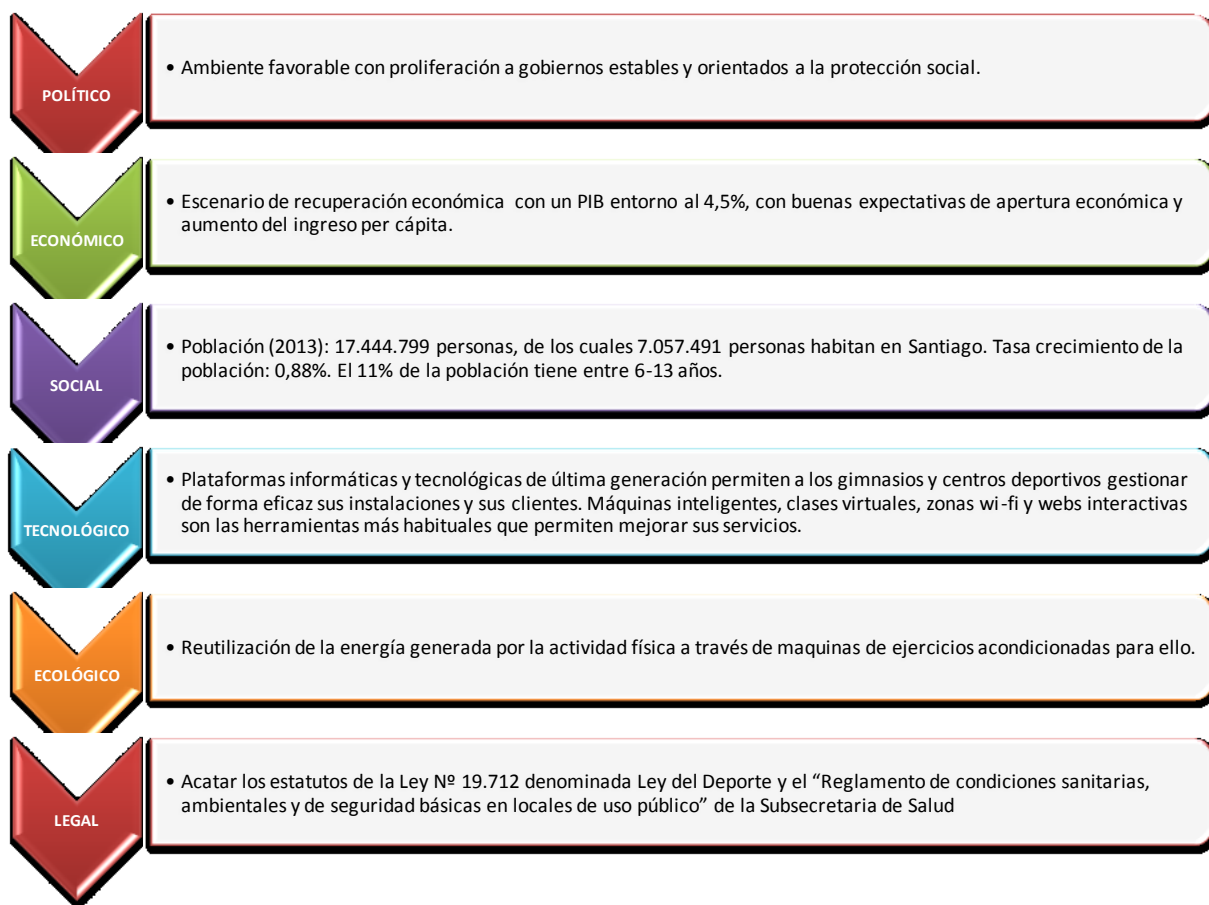 POLÍTICO
• Ambiente favorable con proliferación a gobiernos estables y orientados a la protección social.
ECONÓMICO
• Escenario de recuperación económica con un PIB entorno al 4,5%, con buenas expectativas de apertura económica y
aumento del ingreso per cápita.
SOCIAL
• Población (2013): 17.444.799 personas, de los cuales 7.057.491 personas habitan en Santiago. Tasa crecimiento de la
población: 0,88%. El 11% de la población tiene entre 6-13 años.
TECNOLÓGICO
• Plataformas informáticas y tecnológicas de última generación permiten a los gimnasios y centros deportivos gestionar
de forma eficaz sus instalaciones y sus clientes. Máquinas inteligentes, clases virtuales, zonas wi-fi y webs interactivas
son las herramientas más habituales que permiten mejorar sus servicios.
ECOLÓGICO
• Reutilización de la energía generada por la actividad física a través de maquinas de ejercicios acondicionadas para ello.
LEGAL
• Acatar los estatutos de la Ley Nº 19.712 denominada Ley del Deporte y el “Reglamento de condiciones sanitarias,
ambientales y de seguridad básicas en locales de uso público” de la Subsecretaria de Salud